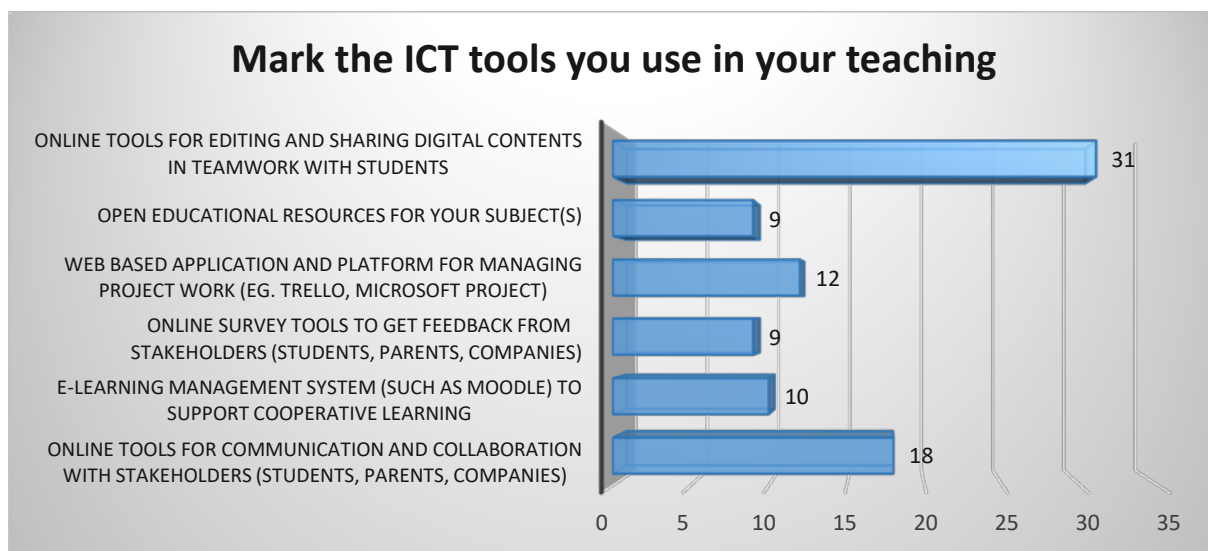 Mark the ICT tools you use in your teaching
ONLINE TOOLS FOR EDITING AND SHARING DIGITAL CONTENTS
IN TEAMWORK WITH STUDENTS
31
OPEN EDUCATIONAL RESOURCES FOR YOUR SUBJECT(S)
9
WEB BASED APPLICATION AND PLATFORM FOR MANAGING
PROJECT WORK (EG. TRELLO, MICROSOFT PROJECT)
12
ONLINE SURVEY TOOLS TO GET FEEDBACK FROM
STAKEHOLDERS (STUDENTS, PARENTS, COMPANIES)
9
E-LEARNING MANAGEMENT SYSTEM (SUCH AS MOODLE) TO
SUPPORT COOPERATIVE LEARNING
10
ONLINE TOOLS FOR COMMUNICATION AND COLLABORATION
WITH STAKEHOLDERS (STUDENTS, PARENTS, COMPANIES)
18
0 5 10 15 20 25 30 35